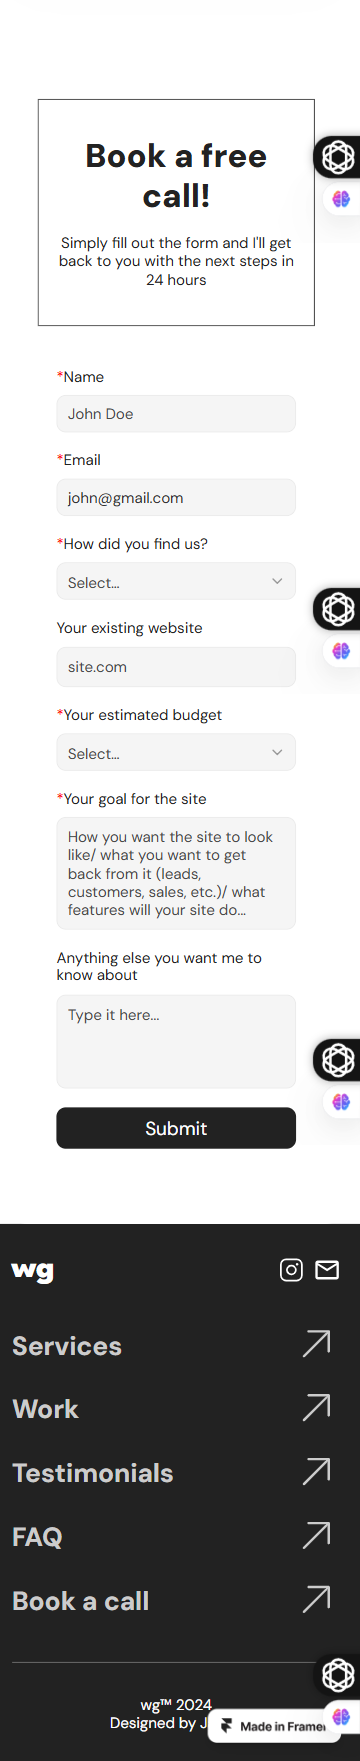 Book a free
call!
Simply fill out the form and I'll get
back to you with the next steps in
24 hours
*Name
John Doe
*Email
john@gmail.com
*How did you find us?
Select...
Your existing website
site.com
*Your estimated budget
Select...
*Your goal for the site
How you want the site to look
like/ what you want to get
back from it (leads,
customers, sales, etc.)/ what
features will your site do...
Anything else you want me to
know about
Type it here...
Submit
wg
Services
Work
Testimonials
FAQ
Book a call
wg™ 2024
Designed by
Made in Framer